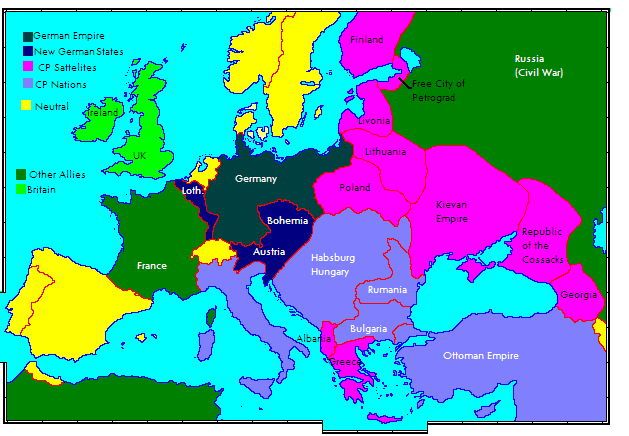 German Empire
New German States
CP Sattelites
CP Nations
Neutral
Other Allies
Britain
Finland
Russia
(Civil War)
Free City of
Petrograd
Ireland
Livonia
UK
Lithuania
Germany
Loth.
Poland
Bohemia
Kievan
Empire
Austria
Republic
of the
Cossacks
France
Habsburg
Hungary
Rumania
Georgia
Bulgaria
Albania
Greece
Ottoman Empire